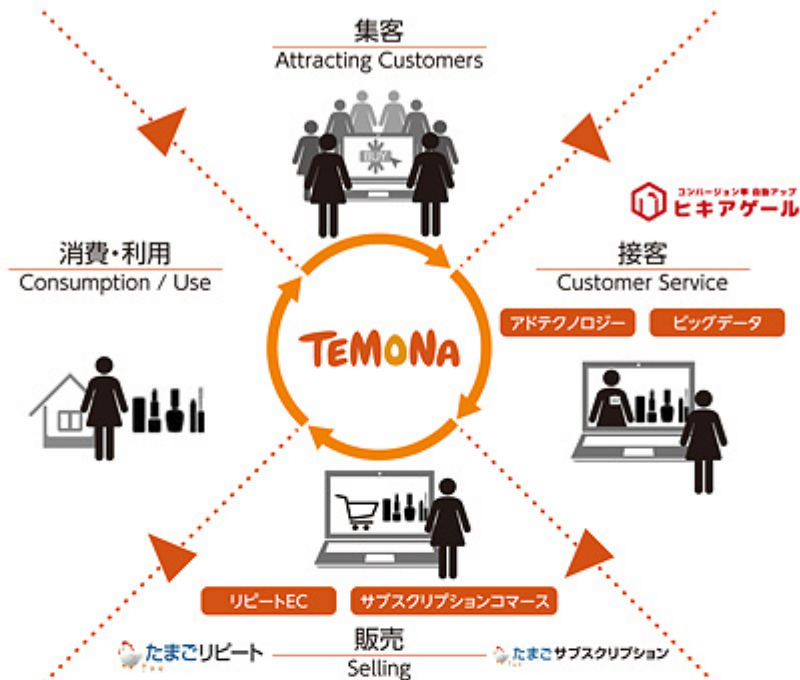 集客
Attracting Customers
BUY
コンバージョン率 自動アップ
ヒキアゲール
消費・利用
Consumption / Use
接客
Customer Service
アドテクノロジー
ビッグデータ
TEMONA
リピートEC
サブスクリプションコマース
たまごリピート
販売
Selling
たまごサブスクリプション